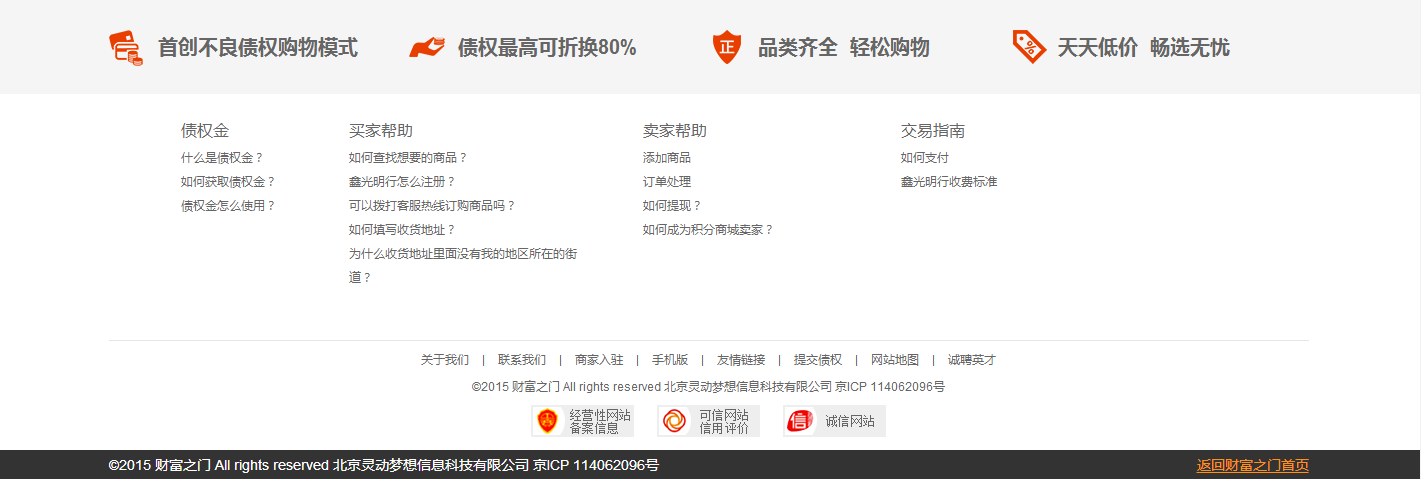 首创不良债权购物模式
债权最高可折换80%
正
品类齐全 轻松购物
%
天天低价 畅选无忧
债权金
什么是债权金？
如何获取债权金？
债权金怎么使用？
买家帮助
如何查找想要的商品？
鑫光明行怎么注册？
可以拨打客服热线订购商品吗？
如何填写收货地址？
为什么收货地址里面没有我的地区所在的街
道？
卖家帮助
添加商品
订单处理
如何提现？
如何成为积分商城卖家？
交易指南
如何支付
鑫光明行收费标准
关于我们 | 联系我们 | 商家入驻 | 手机版 | 友情链接 | 提交债权 | 网站地图 | 诚聘英才
©2015 财富之门 All rights reserved 北京灵动梦想信息科技有限公司 京ICP 114062096号
经营性网站
备案信息
可信网站
信用评价
信
诚信网站
©2015 财富之门 All rights reserved 北京灵动梦想信息科技有限公司 京ICP 114062096号
返回财富之门首页